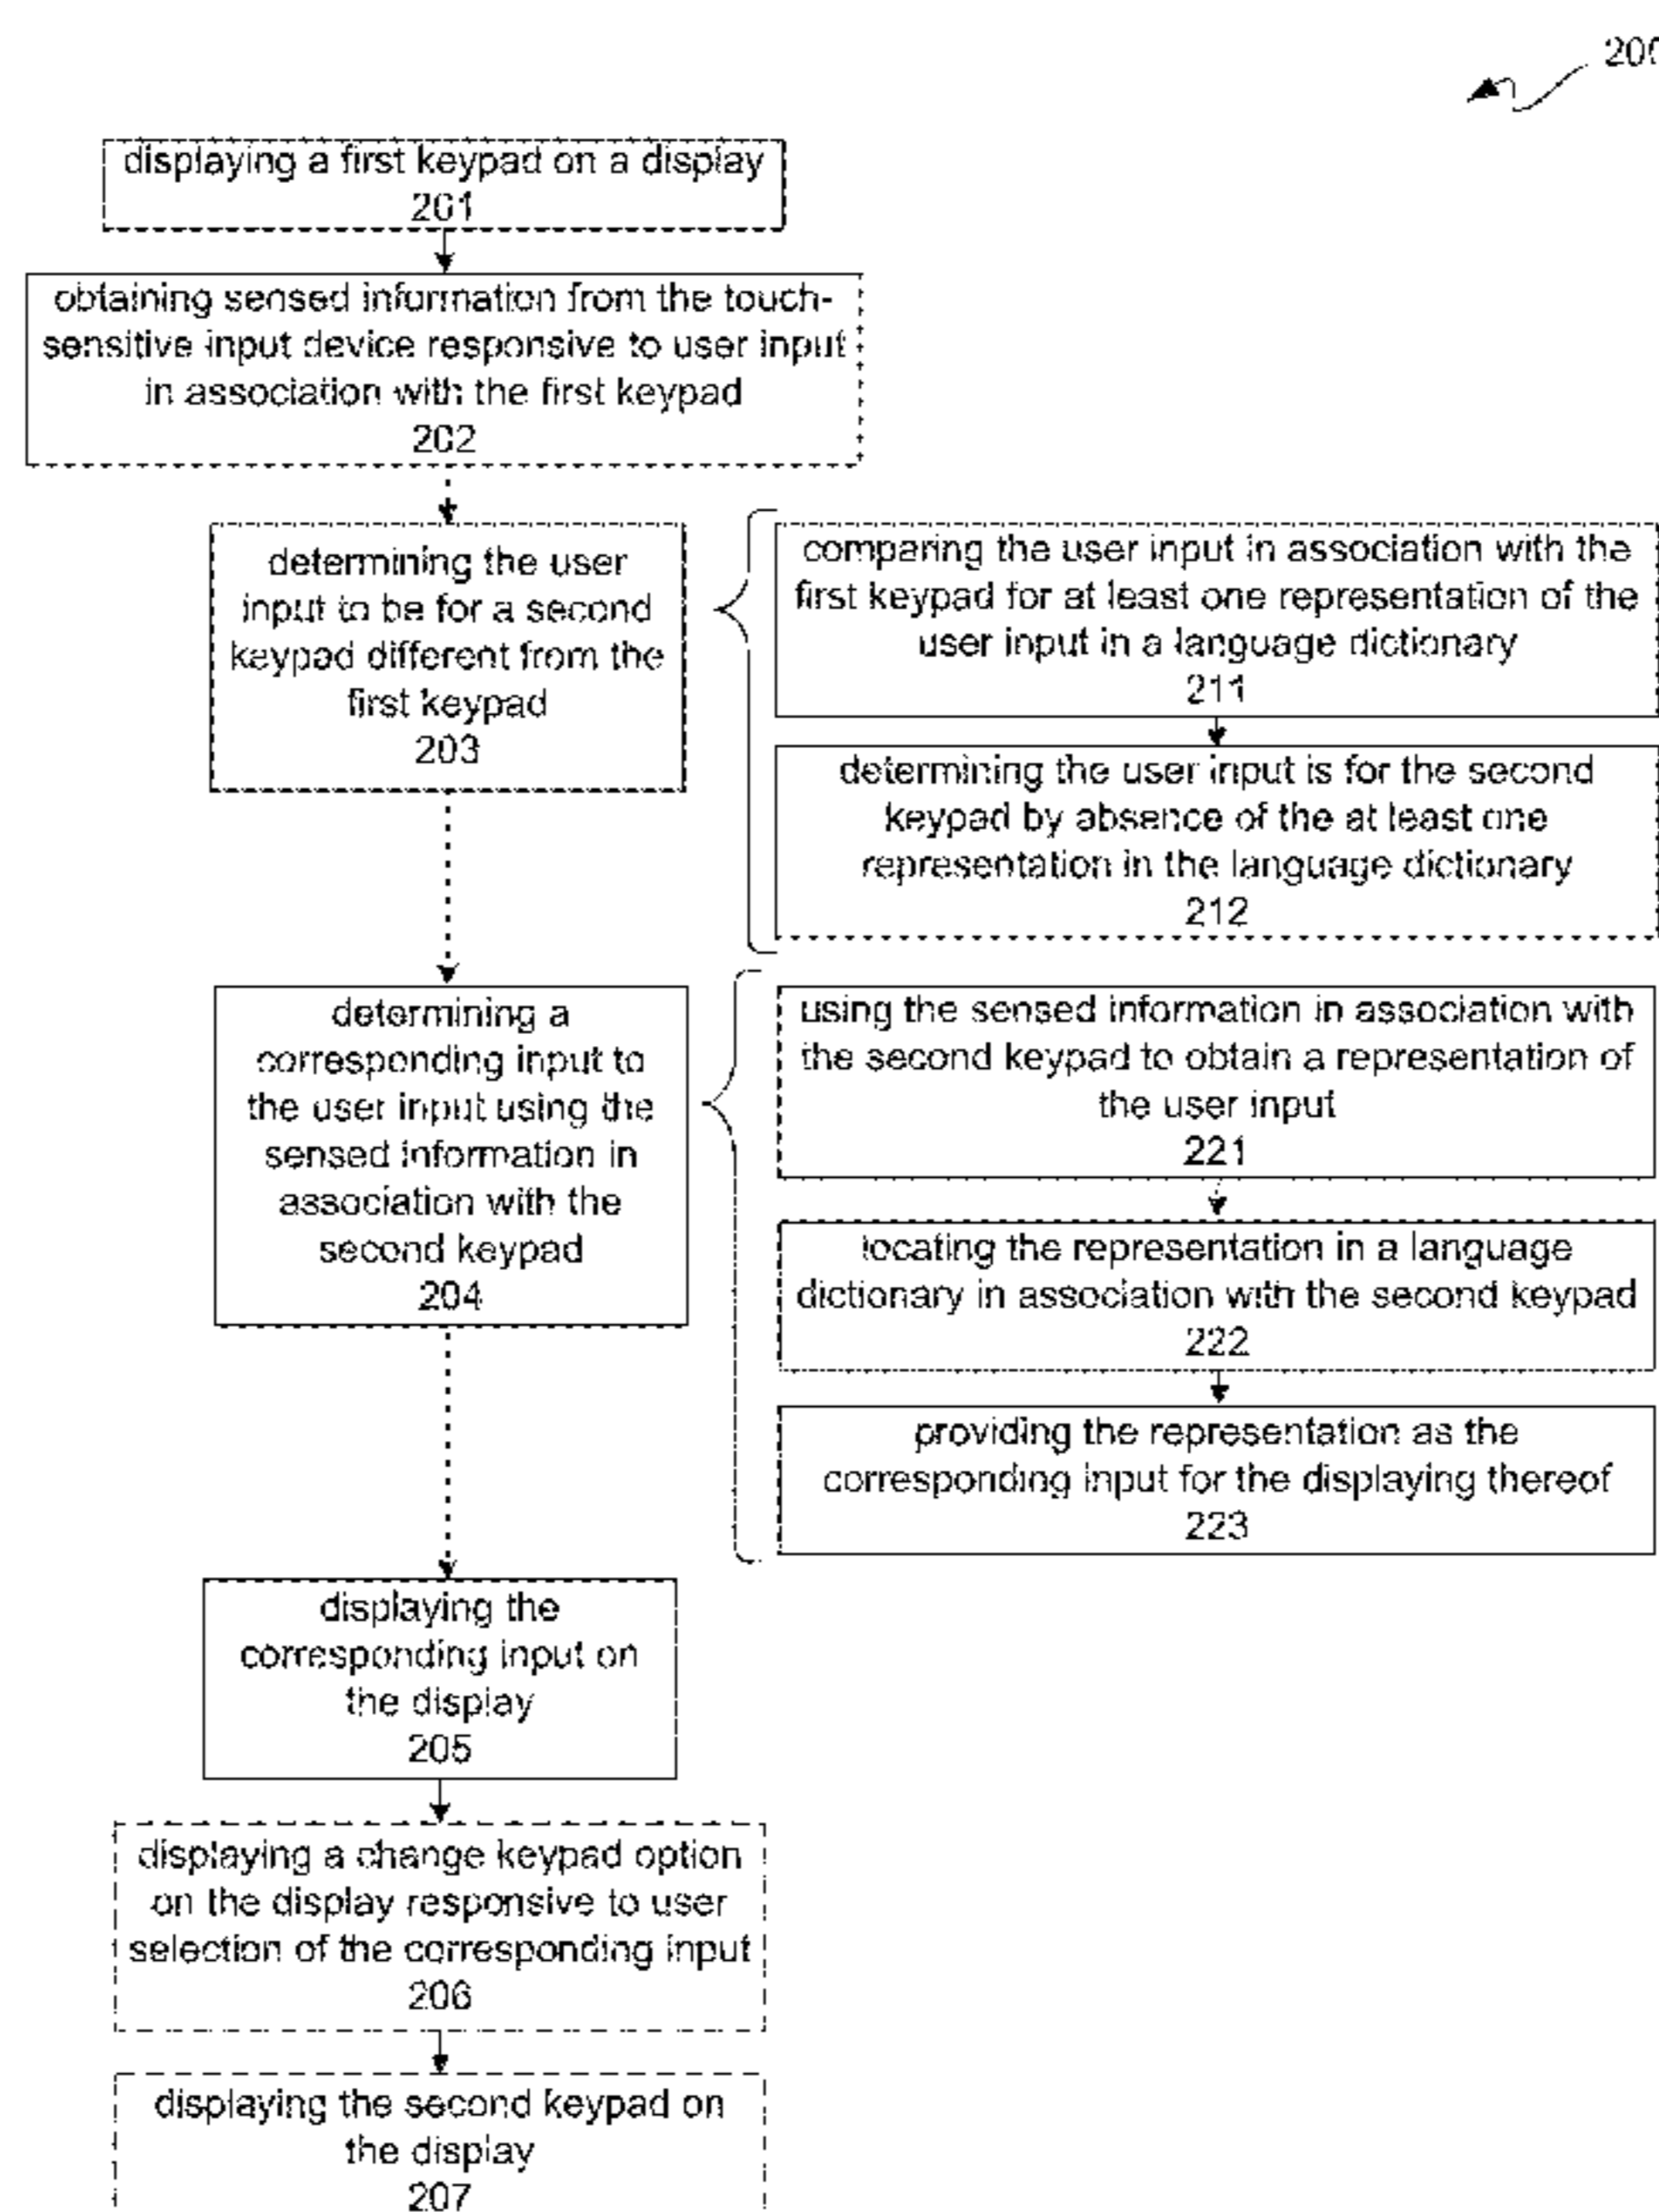 displaying a first keypad on a display
201
obtaining sensed information from the touch-
sensitive input device responsive to user input
in association with the first keypad
202
determining the user
input to be for a second
keypad different from the
first keypad
203
comparing the user input in association with the
first keypad for at least one representation of the
user input in a language dictionary
211
determining the user input is for the second
keypad by absence of the at least one
representation in the language dictionary
212
determining a
corresponding input to
the user input using the
sensed information in
association with the
second keypad
204
using the sensed information in association with
the second keypad to obtain a representation of
the user input
221
locating the representation in a language
dictionary in association with the second keypad
222
providing the representation as the
corresponding input for the displaying thereof
223
displaying the
corresponding input on
the display
205
displaying a change keypad option
on the display responsive to user
selection of the corresponding input
206
displaying the second keypad on
the display
207